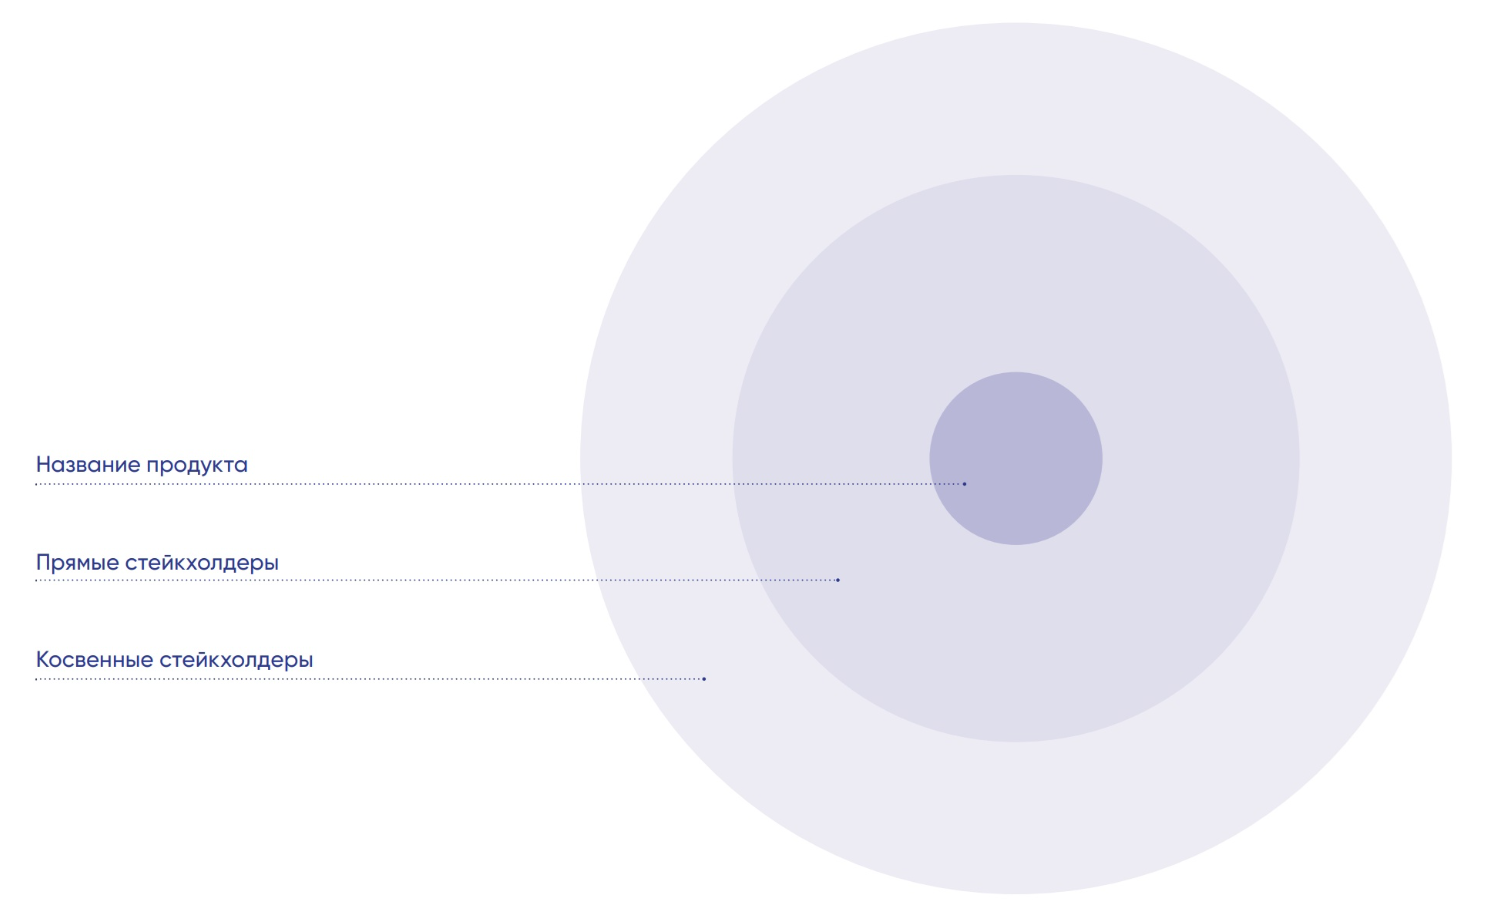 Название продукта
Прямые стейкхолдеры
Косвенные стейкхолдеры